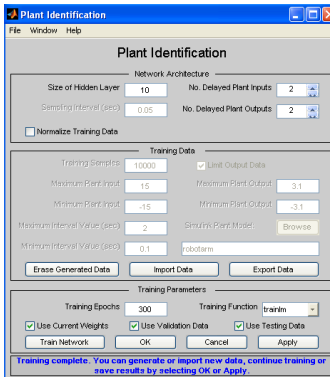 Plant Identification
File Window Help
Plant Identification
Network Architecture
Size of Hidden Layer 10 No. Delayed Plant Inputs 2
Sampling Interval (sec) 0.05 No. Delayed Plant Outputs 2
Normalize Training Data
Training Data
Training Samples 10000 Limit Output Data
Maximum Plant Input 15 Maximum Plant Output 3.1
Minimum Plant Input -15 Minimum Plant Output -3.1
Maximum Interval Value (sec) 2 Simulink Plant Model: Browse
Minimum Interval Value (sec) 0.1 robotarm
Erase Generated Data Import Data Export Data
Training Parameters
Training Epochs 300 Training Function trainlm
Use Current Weights Use Validation Data Use Testing Data
Train Network OK Cancel Apply
Training complete. You can generate or import new data, continue training or
save results by selecting OK or Apply.